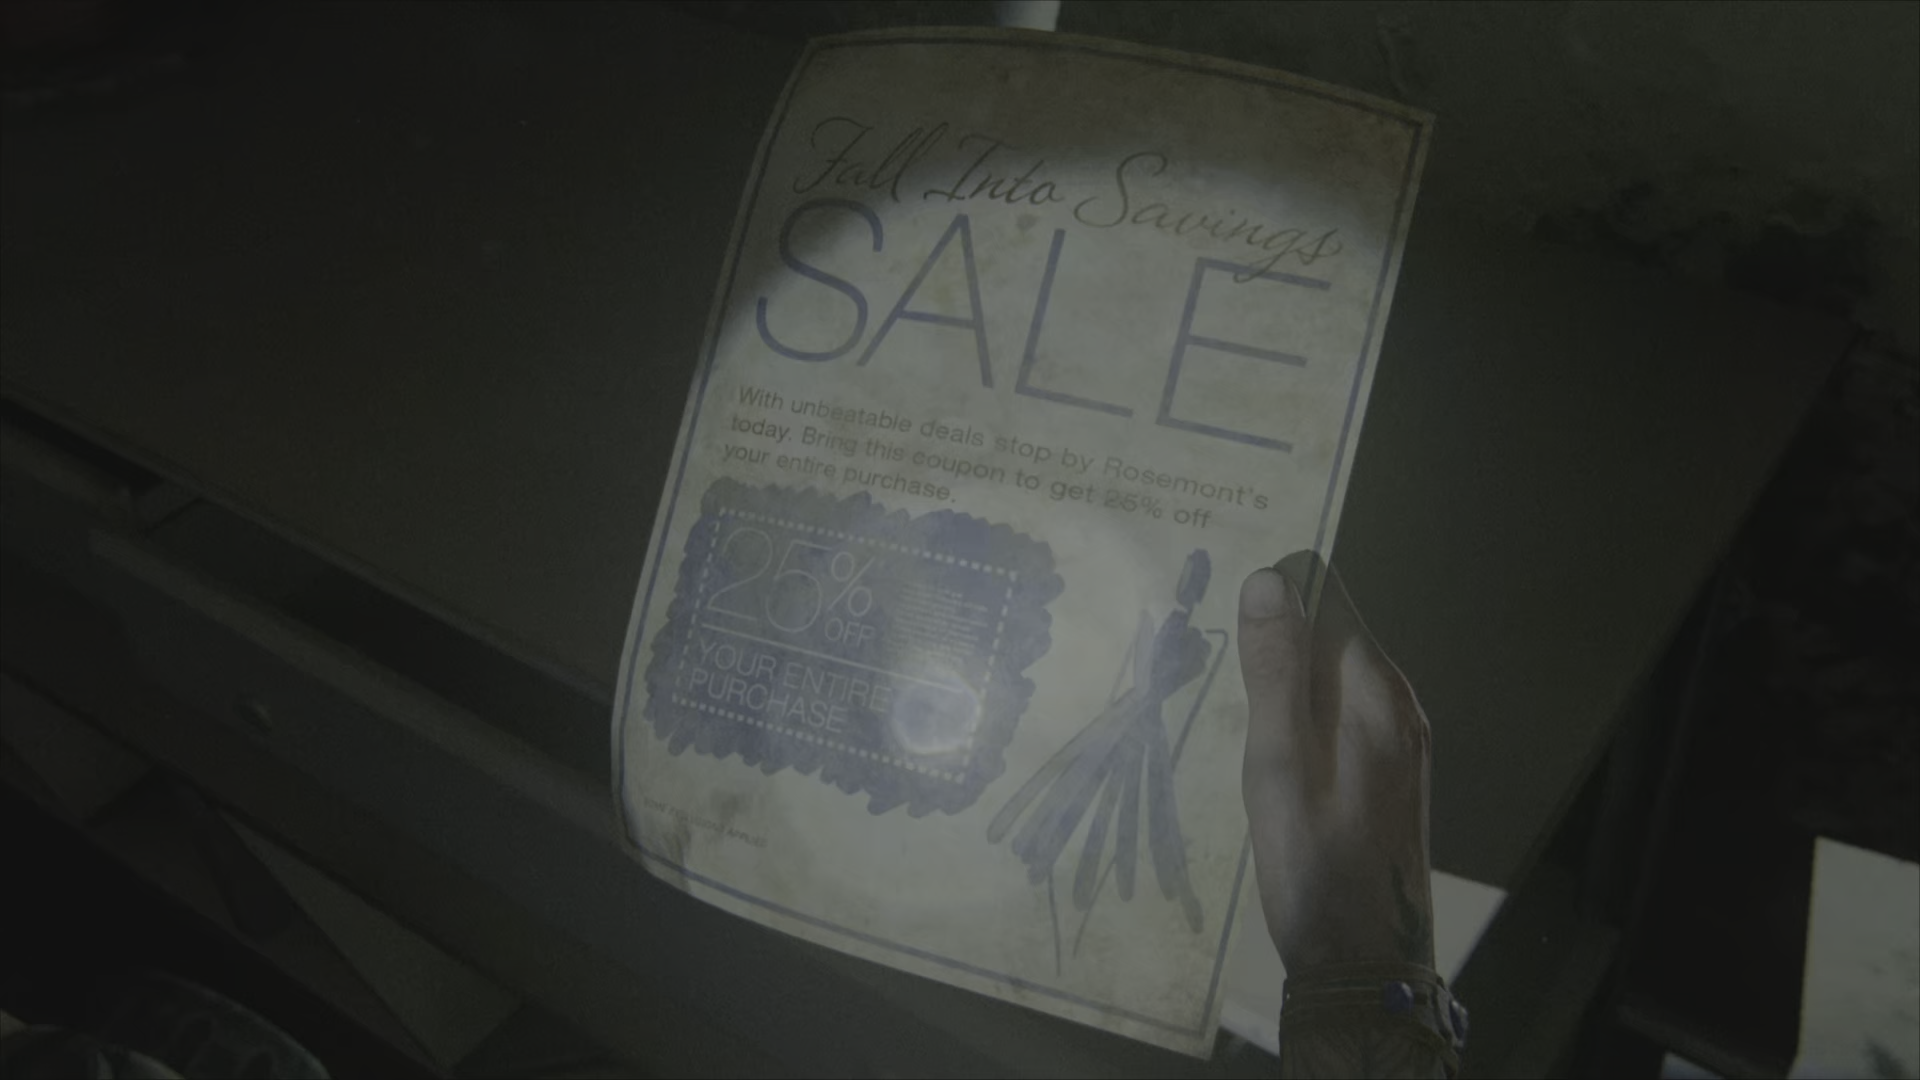 Fall Into Savings
SALE
With unbeatable deals stop by Rosemont's
today. Bring this coupon to get 25% off
your entire purchase.
25% OFF
YOUR ENTIRE
PURCHASE